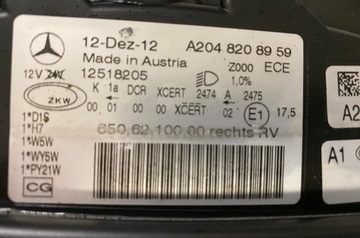 12-Dez-12 A204 820 89 59
Made in Austria Z000 ECE
12V 24V 12518205 1,0%
ZKW K 1a DCR XCERT 2474 A 2475
00 01 00 00 XCERT 02 E1 17,5
1*D1S
1*H7 650.62.100.00 rechts RV
1*W5W
1*WY5W
1*PY21W
CG
A2
A1